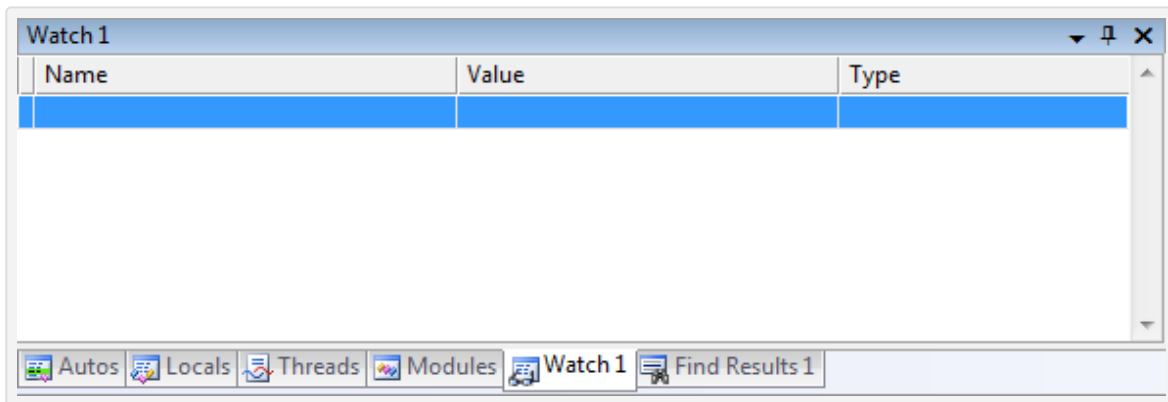 Watch 1
Name Value Type
Autos Locals Threads Modules Watch 1 Find Results 1